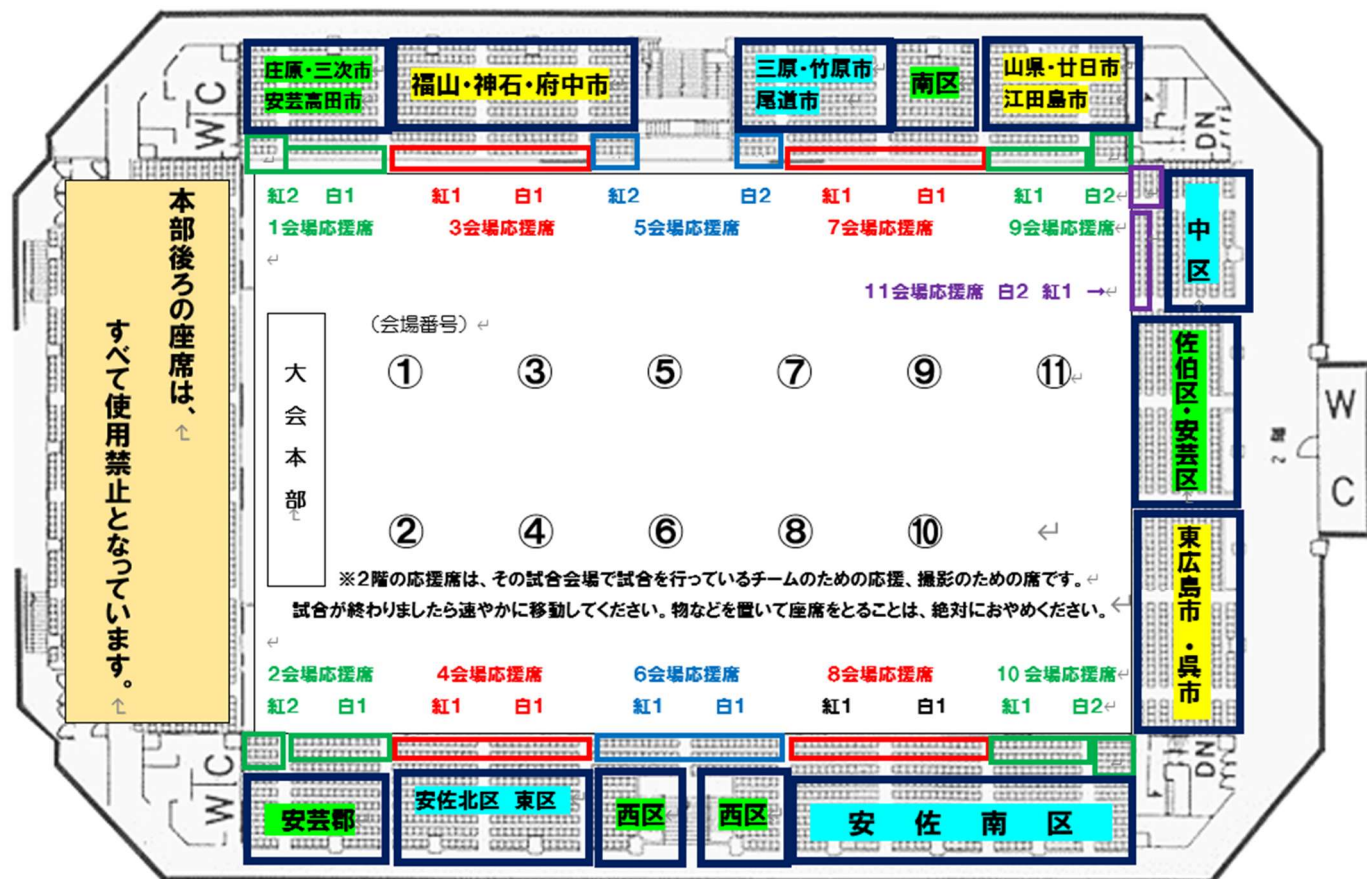 庄原・三次市
安芸高田市
福山・神石・府中市
三原・竹原市
尾道市
南区
山県・廿日市
江田島市
WC
DN
紅2 白1
紅1 白1
紅2 白2
紅1 白1
紅1 白2
1会場応援席
3会場応援席
5会場応援席
7会場応援席
9会場応援席
中区
11会場応援席 白2 紅1 →
本部後ろの座席は、
すべて使用禁止となっています。
大会本部
(会場番号)
① ③ ⑤ ⑦ ⑨ ⑪
佐伯区・安芸区
2階
WC
② ④ ⑥ ⑧ ⑩
東広島市・呉市
※2階の応援席は、その試合会場で試合を行っているチームのための応援、撮影のための席です。
試合が終わりましたら速やかに移動してください。物などを置いて座席をとることは、絶対におやめください。
2会場応援席
4会場応援席
6会場応援席
8会場応援席
10会場応援席
紅2 白1
紅1 白1
紅1 白1
紅1 白1
紅1 白2
WC
DN
安芸郡
安佐北区 東区
西区
西区
安佐南区